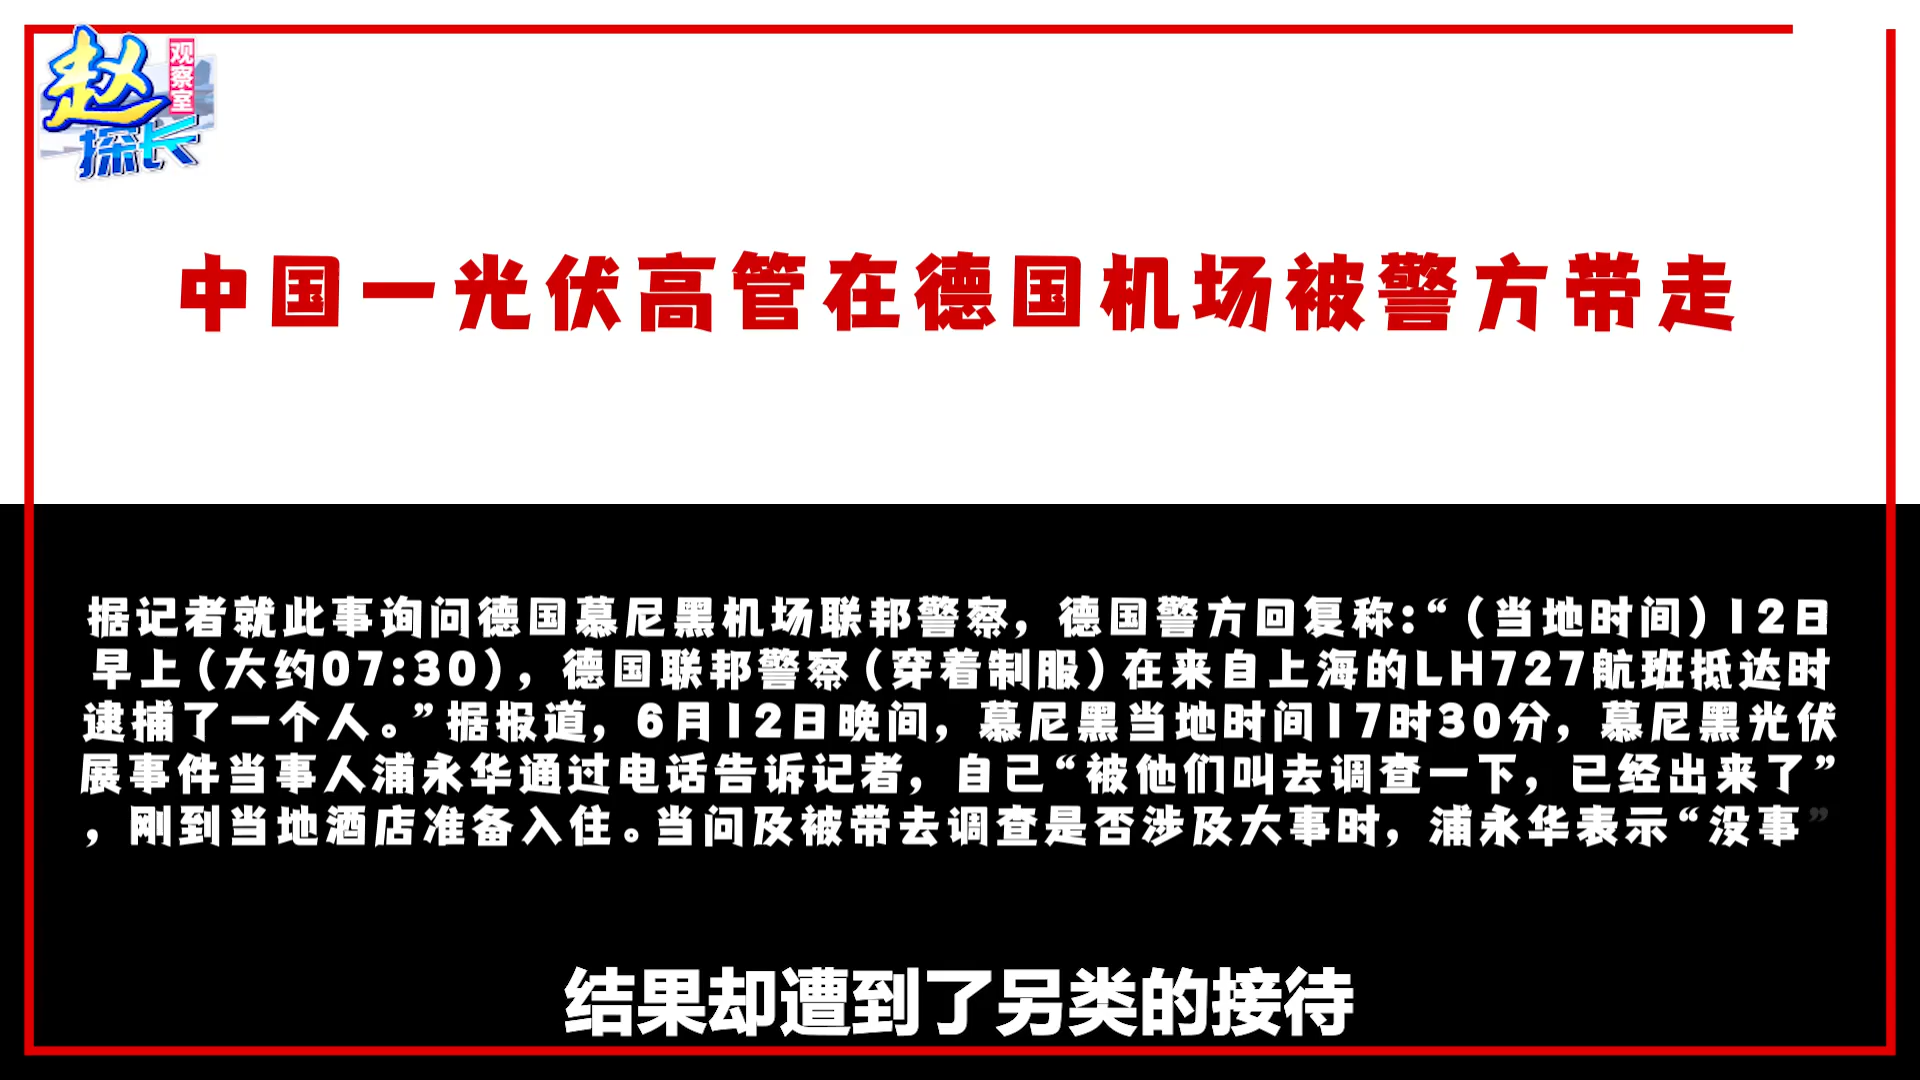 赵
探长
观察室
中国一光伏高管在德国机场被警方带走
据记者就此事询问德国慕尼黑机场联邦警察，德国警方回复称：“（当地时间）12日
早上（大约07:30），德国联邦警察（穿着制服）在来自上海的LH727航班抵达时
逮捕了一个人。”据报道，6月12日晚间，慕尼黑当地时间17时30分，慕尼黑光伏
展事件当事人浦永华通过电话告诉记者，自己“被他们叫去调查一下，已经出来了”
，刚到当地酒店准备入住。当问及被带去调查是否涉及大事时，浦永华表示“没事”
结果却遭到了另类的接待